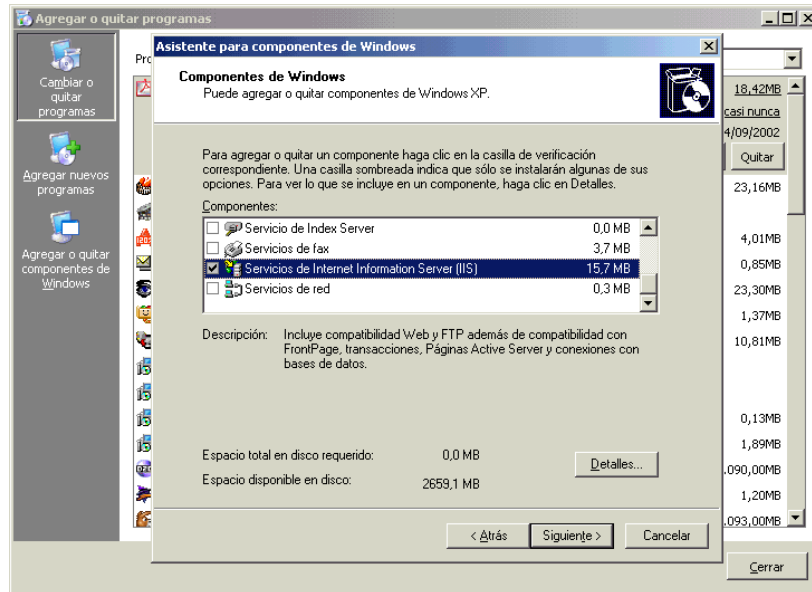 Agregar o quitar programas
Cambiar o
quitar
programas
Agregar nuevos
programas
Agregar o quitar
componentes de
Windows
Pro
Asistente para componentes de Windows
Componentes de Windows
Puede agregar o quitar componentes de Windows XP.
Para agregar o quitar un componente haga clic en la casilla de verificación
correspondiente. Una casilla sombreada indica que sólo se instalarán algunas de sus
opciones. Para ver lo que se incluye en un componente, haga clic en Detalles.
Componentes:
Servicio de Index Server 0,0 MB
Servicios de fax 3,7 MB
Servicios de Internet Information Server (IIS) 15,7 MB
Servicios de red 0,3 MB
Descripción: Incluye compatibilidad Web y FTP además de compatibilidad con
FrontPage, transacciones, Páginas Active Server y conexiones con
bases de datos.
Espacio total en disco requerido: 0,0 MB
Espacio disponible en disco: 2659,1 MB
Detalles...
< Atrás
Siguiente >
Cancelar
18,42MB
casi nunca
4/09/2002
Quitar
23,16MB
4,01MB
0,85MB
23,30MB
1,37MB
10,81MB
0,13MB
1,89MB
.090,00MB
1,20MB
.093,00MB
Cerrar